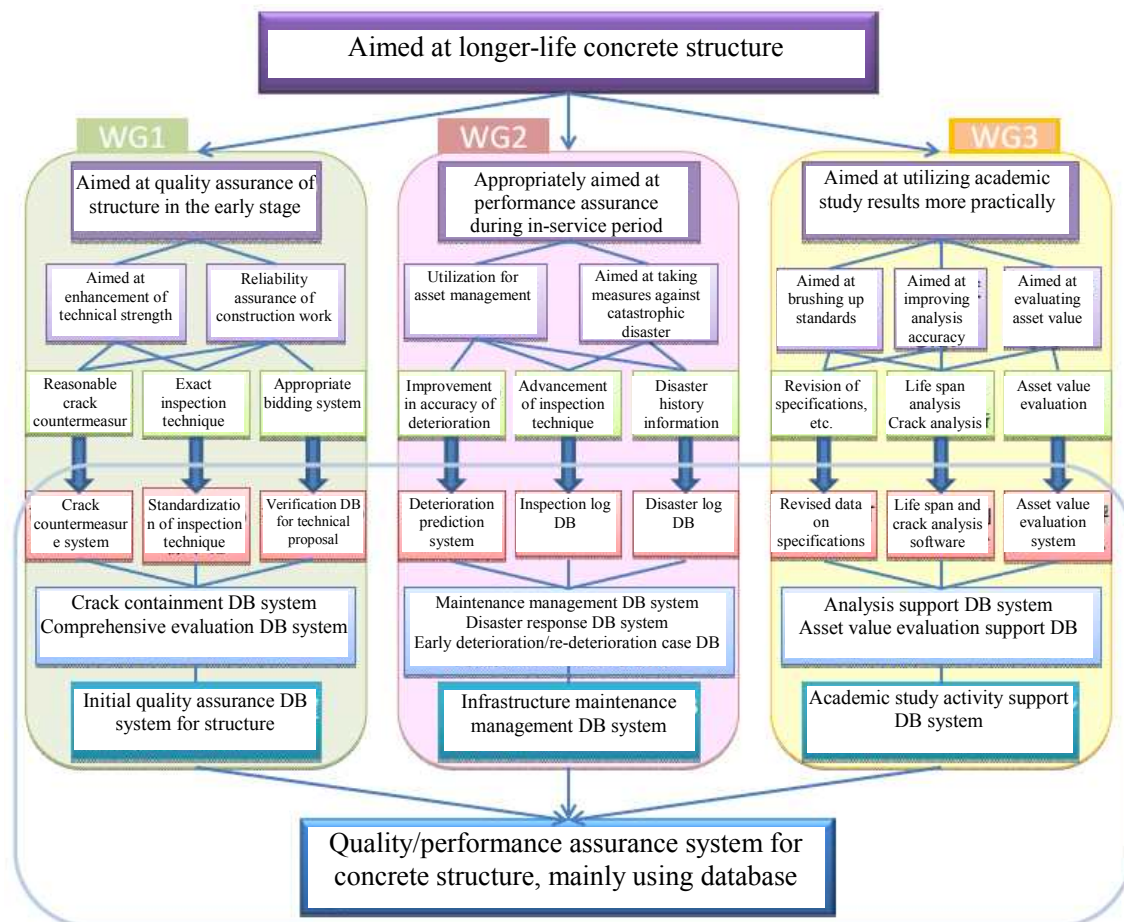 Aimed at longer-life concrete structure
WG1
Aimed at quality assurance of
structure in the early stage
Aimed at
enhancement of
technical strength
Reliability
assurance of
construction work
Reasonable
crack
countermeasur
Exact
inspection
technique
Appropriate
bidding system
Crack
countermeasur
e system
Standardizatio
n of inspection
technique
Verification DB
for technical
proposal
Crack containment DB system
Comprehensive evaluation DB system
Initial quality assurance DB
system for structure
WG2
Appropriately aimed at
performance assurance
during in-service period
Utilization for
asset management
Aimed at taking
measures against
catastrophic
disaster
Improvement
in accuracy of
deterioration
Advancement
of inspection
technique
Disaster
history
information
Deterioration
prediction
system
Inspection log
DB
Disaster log
DB
Maintenance management DB system
Disaster response DB system
Early deterioration/re-deterioration case DB
Infrastructure maintenance
management DB system
WG3
Aimed at utilizing academic
study results more practically
Aimed at
brushing up
standards
Aimed at
improving
analysis
accuracy
Aimed at
evaluating
asset value
Revision of
specifications,
etc.
Life span
analysis
Crack analysis
Asset value
evaluation
Revised data
on
specifications
Life span and
crack analysis
software
Asset value
evaluation
system
Analysis support DB system
Asset value evaluation support DB
Academic study activity support
DB system
Quality/performance assurance system for
concrete structure, mainly using database